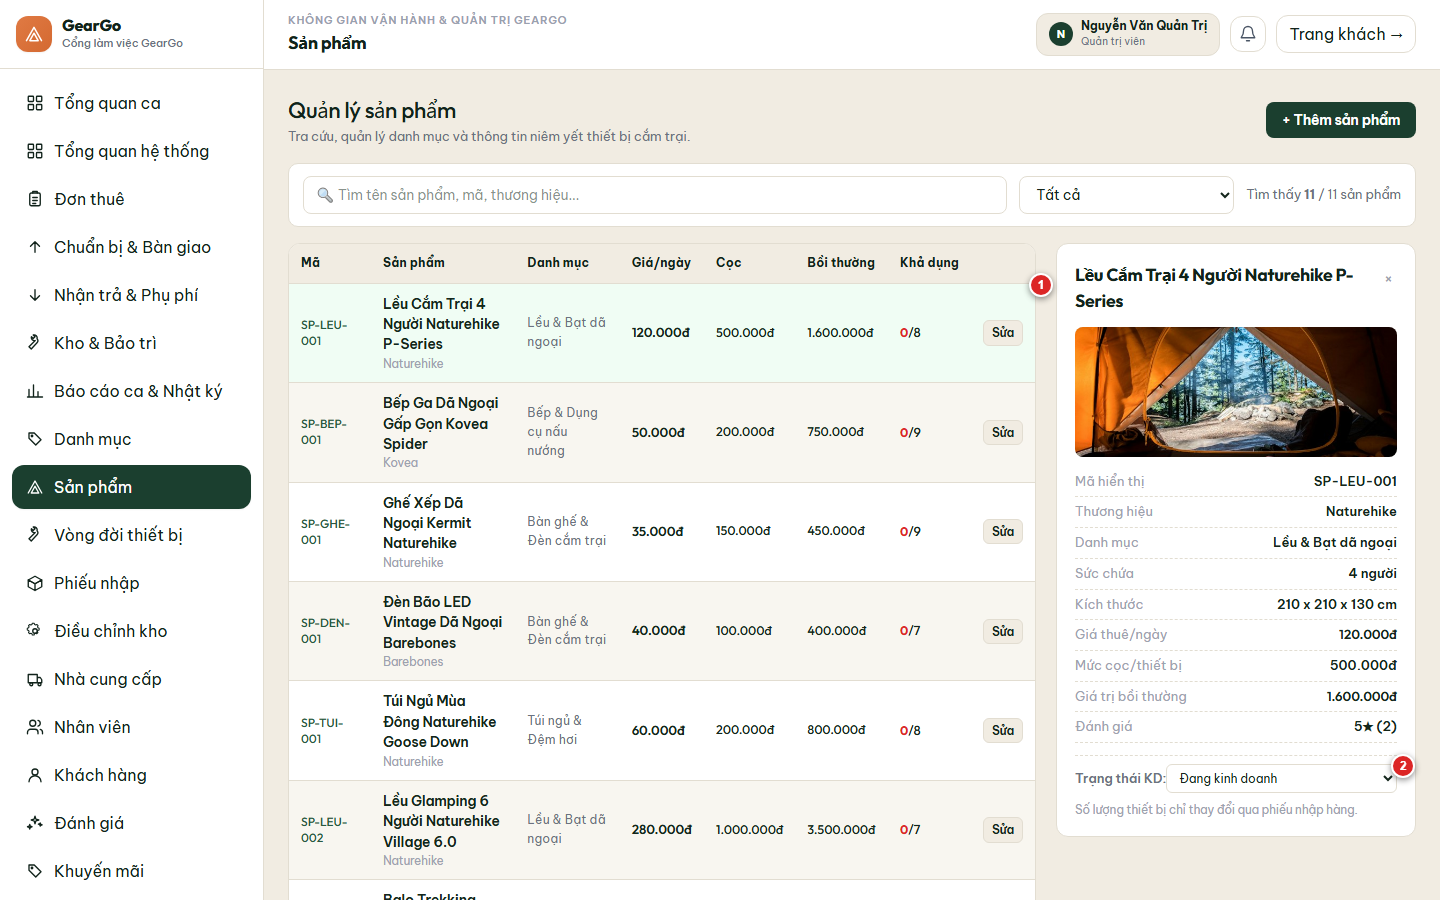 GearGo
Cổng làm việc GearGo
Tổng quan ca
Tổng quan hệ thống
Đơn thuê
Chuẩn bị & Bàn giao
Nhận trả & Phụ phí
Kho & Bảo trì
Báo cáo ca & Nhật ký
Danh mục
Sản phẩm
Vòng đời thiết bị
Phiếu nhập
Điều chỉnh kho
Nhà cung cấp
Nhân viên
Khách hàng
Đánh giá
Khuyến mãi
KHÔNG GIAN VẬN HÀNH & QUẢN TRỊ GEARGO
Sản phẩm
N
Nguyễn Văn Quản Trị
Quản trị viên
Trang khách →
Quản lý sản phẩm
Tra cứu, quản lý danh mục và thông tin niêm yết thiết bị cắm trại.
+ Thêm sản phẩm
🔍 Tìm tên sản phẩm, mã, thương hiệu...
Tất cả
Tìm thấy 11 / 11 sản phẩm
Mã Sản phẩm Danh mục Giá/ngày Cọc Bồi thường Khả dụng
SP-LEU-
001
Lều Cắm Trại 4
Người Naturehike
P-Series
Naturehike
Lều & Bạt dã
ngoại
120.000đ 500.000đ 1.600.000đ 0/8 Sửa
SP-BEP-
001
Bếp Ga Dã Ngoại
Gấp Gọn Kovea
Spider
Kovea
Bếp & Dụng
cụ nấu
nướng
50.000đ 200.000đ 750.000đ 0/9 Sửa
SP-GHE-
001
Ghế Xếp Dã
Ngoại Kermit
Naturehike
Naturehike
Bàn ghế &
Đèn cắm trại
35.000đ 150.000đ 450.000đ 0/9 Sửa
SP-DEN-
001
Đèn Bão LED
Vintage Dã Ngoại
Barebones
Barebones
Bàn ghế &
Đèn cắm trại
40.000đ 100.000đ 400.000đ 0/7 Sửa
SP-TUI-
001
Túi Ngủ Mùa
Đông Naturehike
Goose Down
Naturehike
Túi ngủ &
Đệm hơi
60.000đ 200.000đ 800.000đ 0/8 Sửa
SP-LEU-
002
Lều Glamping 6
Người Naturehike
Village 6.0
Naturehike
Lều & Bạt dã
ngoại
280.000đ 1.000.000đ 3.500.000đ 0/7 Sửa
Balo Trekking
1
Lều Cắm Trại 4 Người Naturehike P-
Series
×
Mã hiển thị SP-LEU-001
Thương hiệu Naturehike
Danh mục Lều & Bạt dã ngoại
Sức chứa 4 người
Kích thước 210 x 210 x 130 cm
Giá thuê/ngày 120.000đ
Mức cọc/thiết bị 500.000đ
Giá trị bồi thường 1.600.000đ
Đánh giá 5★ (2)
2
Trạng thái KD: Đang kinh doanh
Số lượng thiết bị chỉ thay đổi qua phiếu nhập hàng.